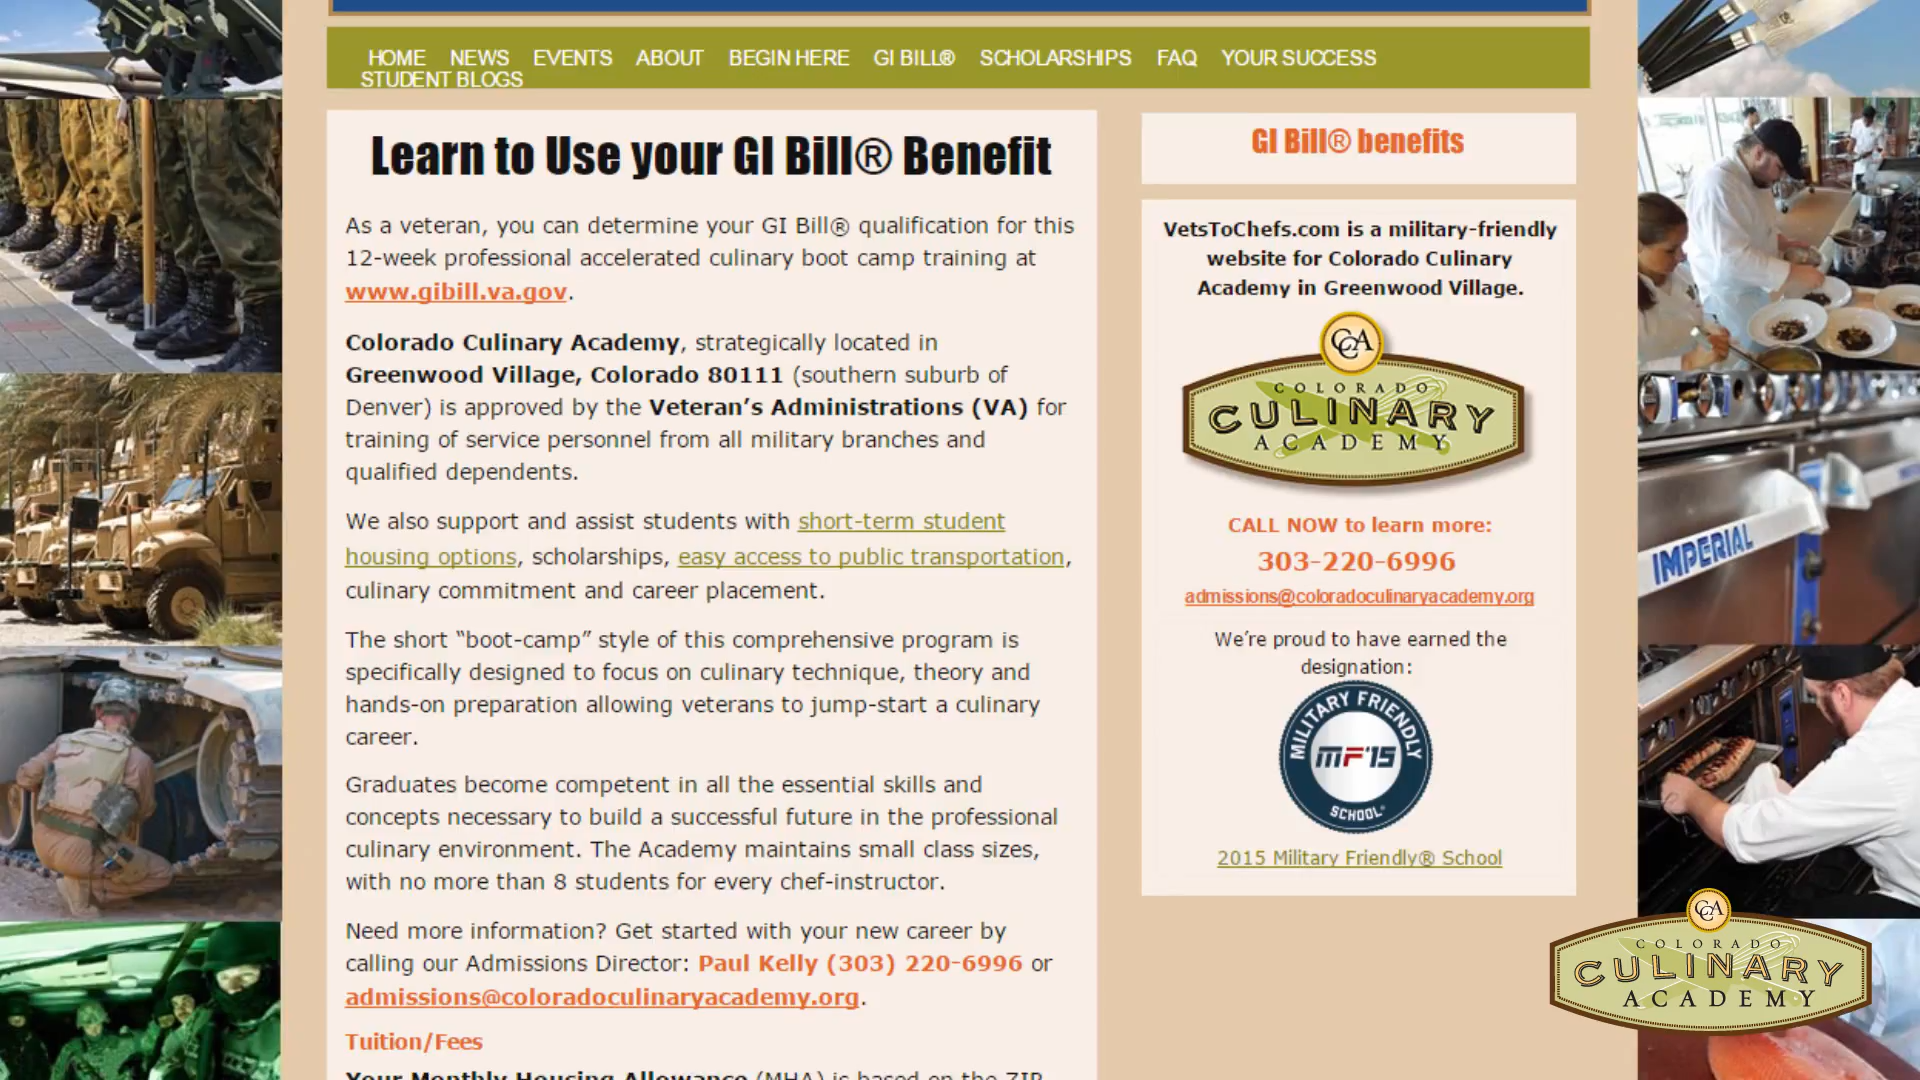 HOME NEWS EVENTS ABOUT BEGIN HERE GI BILL® SCHOLARSHIPS FAQ YOUR SUCCESS
STUDENT BLOGS
Learn to Use your GI Bill® Benefit
As a veteran, you can determine your GI Bill® qualification for this
12-week professional accelerated culinary boot camp training at
www.gibill.va.gov.
Colorado Culinary Academy, strategically located in
Greenwood Village, Colorado 80111 (southern suburb of
Denver) is approved by the Veteran’s Administrations (VA) for
training of service personnel from all military branches and
qualified dependents.
We also support and assist students with short-term student
housing options, scholarships, easy access to public transportation,
culinary commitment and career placement.
The short “boot-camp” style of this comprehensive program is
specifically designed to focus on culinary technique, theory and
hands-on preparation allowing veterans to jump-start a culinary
career.
Graduates become competent in all the essential skills and
concepts necessary to build a successful future in the professional
culinary environment. The Academy maintains small class sizes,
with no more than 8 students for every chef-instructor.
Need more information? Get started with your new career by
calling our Admissions Director: Paul Kelly (303) 220-6996 or
admissions@coloradoculinaryacademy.org.
Tuition/Fees
Your Monthly Housing Allowance (MHA) is based on the ZIP
GI Bill® benefits
VetsToChefs.com is a military-friendly
website for Colorado Culinary
Academy in Greenwood Village.
CCA
COLORADO
CULINARY
ACADEMY
CALL NOW to learn more:
303-220-6996
admissions@coloradoculinaryacademy.org
We’re proud to have earned the
designation:
MILITARY FRIENDLY
MF'15
SCHOOL®
2015 Military Friendly® School
IMPERIAL
CCA
COLORADO
CULINARY
ACADEMY